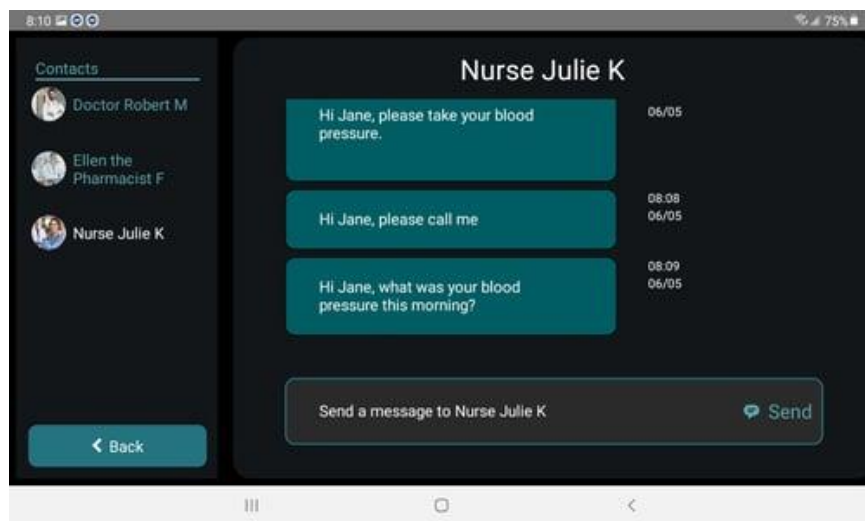 8:10
75%
Contacts
Doctor Robert M
Ellen the
Pharmacist F
Nurse Julie K
Back
Nurse Julie K
Hi Jane, please take your blood
pressure.
06/05
Hi Jane, please call me
08:08
06/05
Hi Jane, what was your blood
pressure this morning?
08:09
06/05
Send a message to Nurse Julie K
Send